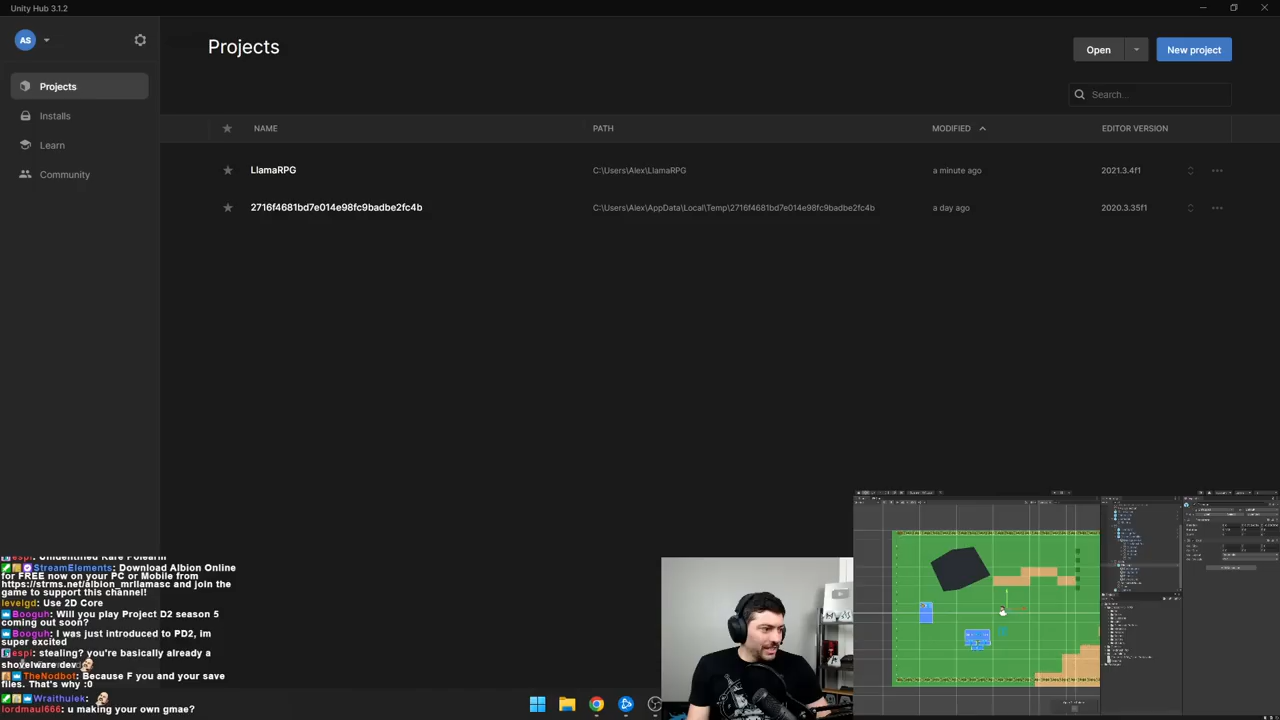 Unity Hub 3.1.2
AS
Projects
Open
New project
Projects
Installs
Learn
Community
Search...
NAME
PATH
MODIFIED
EDITOR VERSION
LlamaRPG
C:\Users\Alex\LlamaRPG
a minute ago
2021.3.4f1
2716f4681bd7e014e98fc9badbe2fc4b
C:\Users\Alex\AppData\Local\Temp\2716f4681bd7e014e98fc9badbe2fc4b
a day ago
2020.3.35f1
espi: Unidentified Rare Polearm
StreamElements: Download Albion Online
for FREE now on your PC or Mobile from
https://strms.net/albion_mrllamasc and join the
game to support this channel!
levelgd: Use 2D Core
Booguh: Will you play Project D2 season 5
coming out soon?
Booguh: I was just introduced to PD2, Im
super excited
espi: stealing? you're basically already a
shovelware dev
TheNodbot: Because F you and your save
files. That's why :0
Wraithulek:
lordmaul666: u making your own gmae?